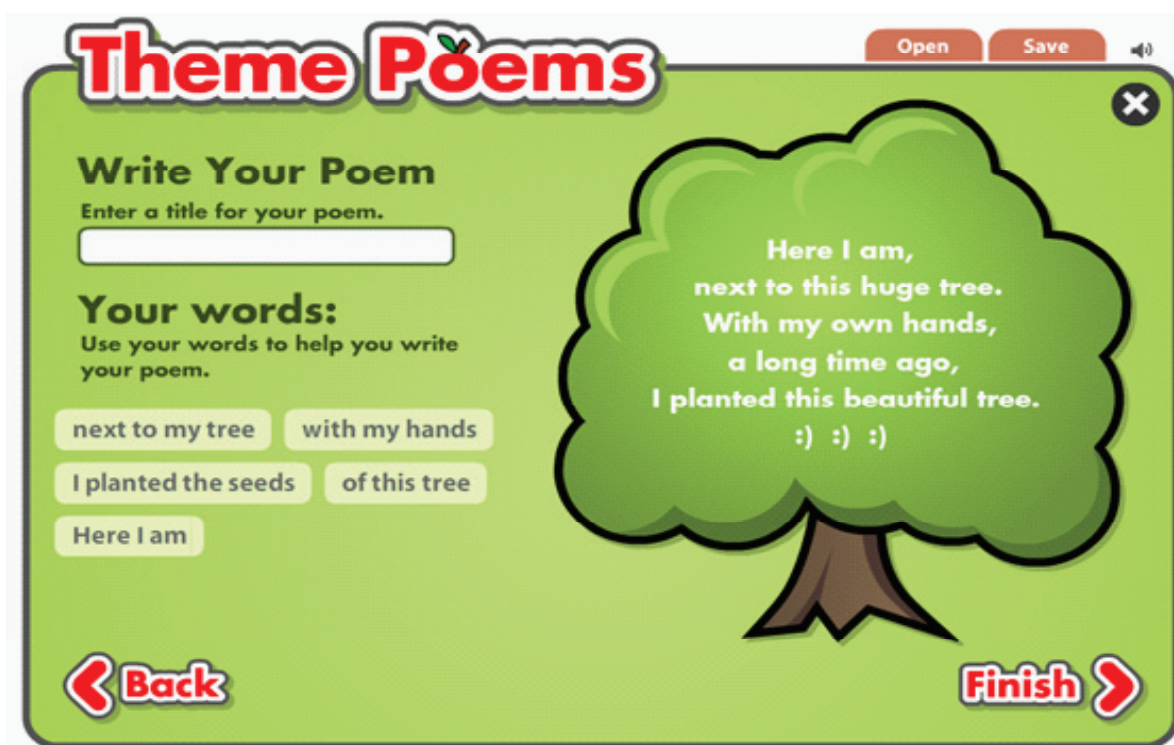 Theme Poems
Open
Save
Write Your Poem
Enter a title for your poem.
Your words:
Use your words to help you write
your poem.
next to my tree
with my hands
I planted the seeds
of this tree
Here I am
Here I am,
next to this huge tree.
With my own hands,
a long time ago,
I planted this beautiful tree.
:) :) :)
Back
Finish